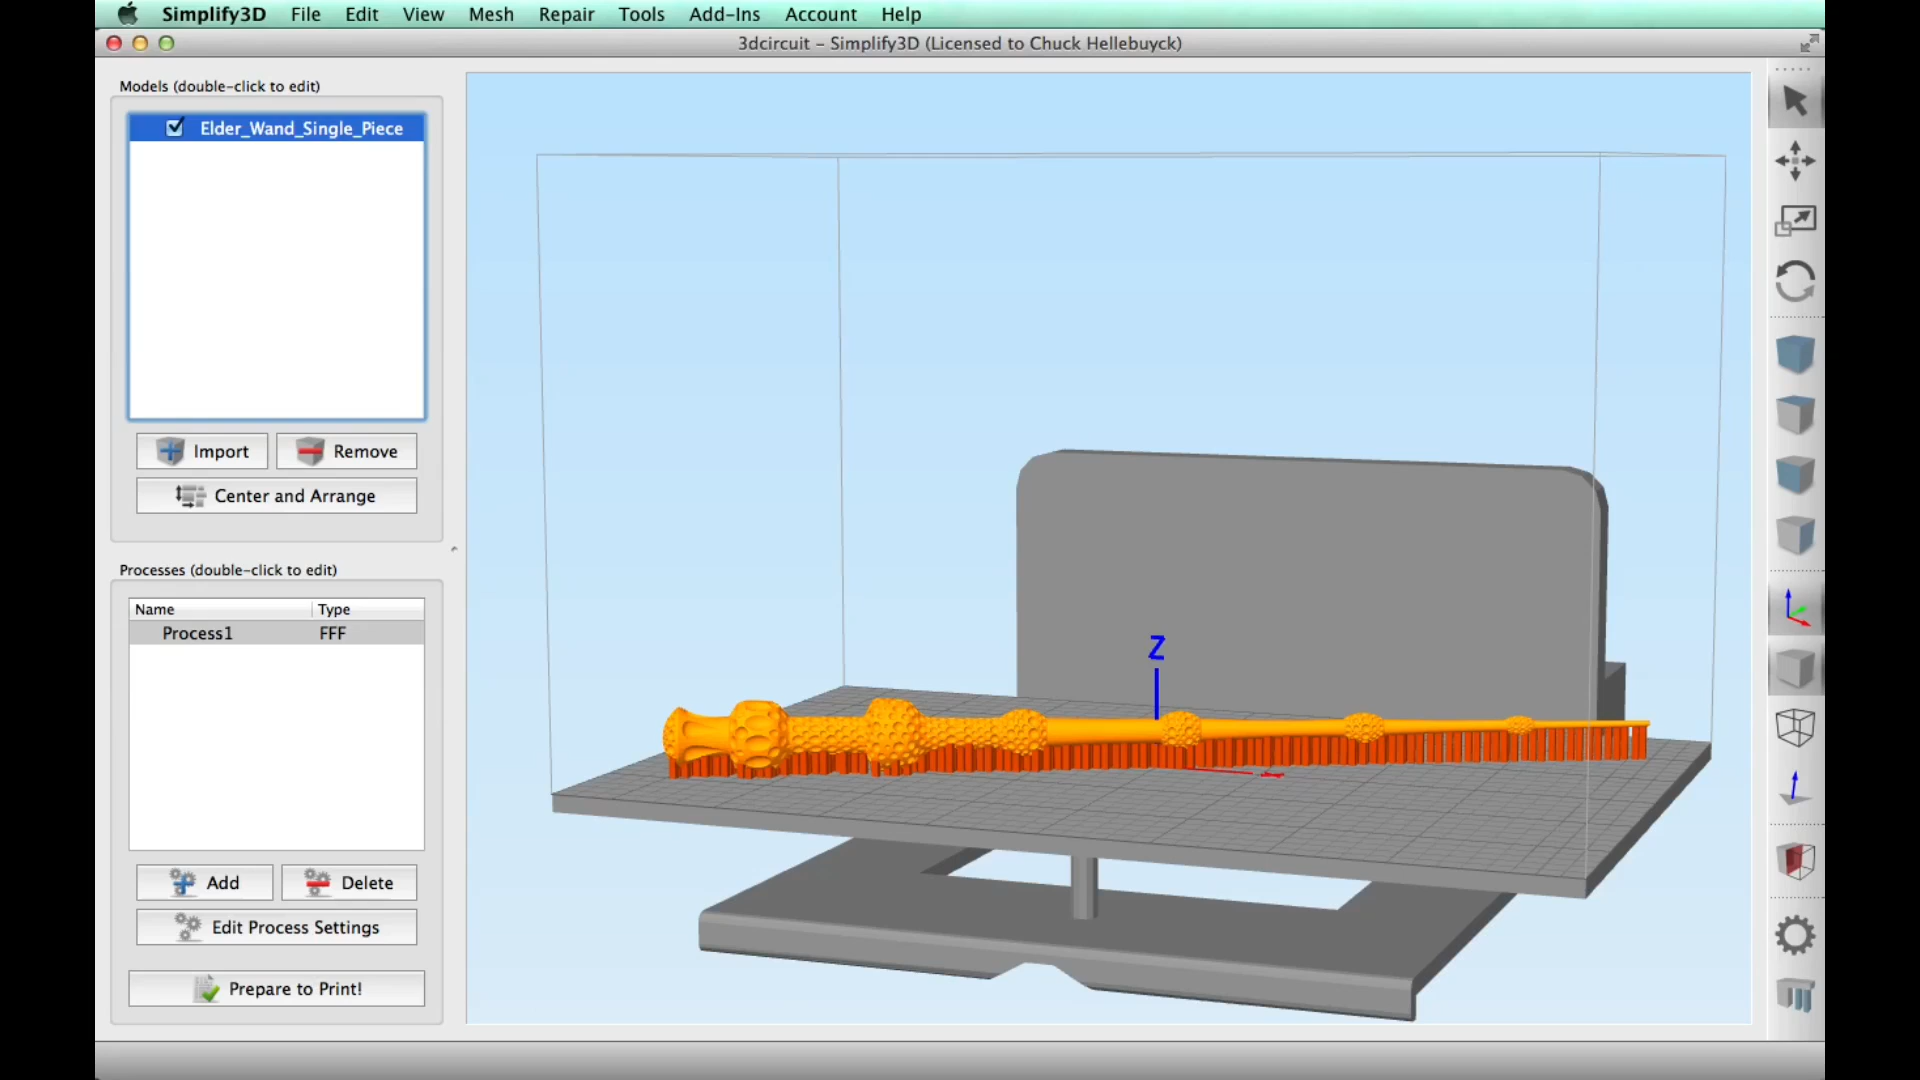 Simplify3D File Edit View Mesh Repair Tools Add-Ins Account Help
3dcircuit – Simplify3D (Licensed to Chuck Hellebuyck)
Models (double-click to edit)
Elder_Wand_Single_Piece
Import Remove
Center and Arrange
Processes (double-click to edit)
Name Type
Process1 FFF
Add Delete
Edit Process Settings
Prepare to Print!
Z